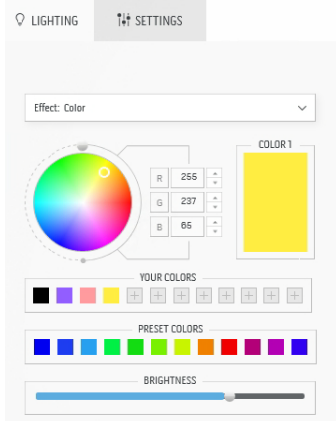 LIGHTING
SETTINGS
Effect: Color
COLOR 1
R 255
G 237
B 65
YOUR COLORS
PRESET COLORS
BRIGHTNESS